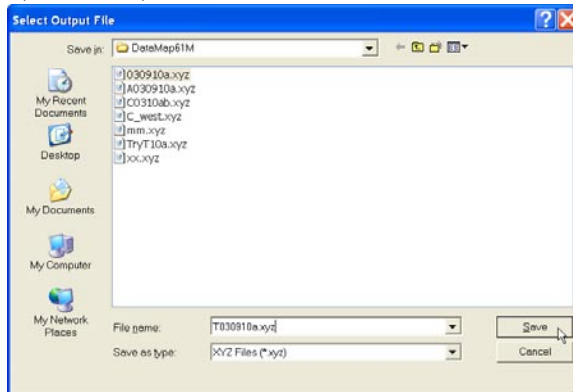 Select Output File
Save in:
DataMap61M
030910a.xyz
A030910a.xyz
C0310ab.xyz
C_west.xyz
mm.xyz
TryT10a.xyz
xx.xyz
My Recent
Documents
Desktop
My Documents
My Computer
My Network
Places
File name:
T030910a.xyz
Save
Save as type:
XYZ Files (*.xyz)
Cancel